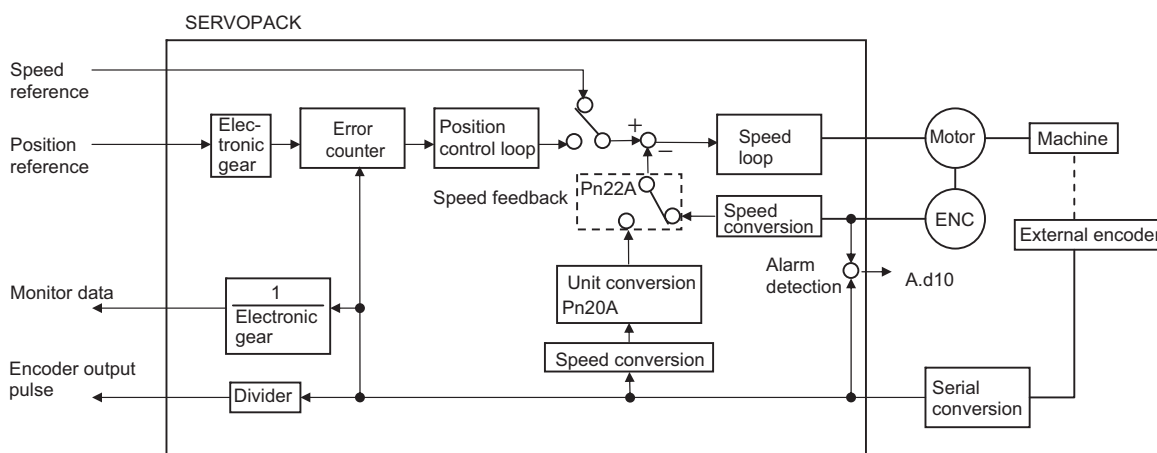 SERVOPACK
Speed
reference
Position
reference
Elec-
tronic
gear
Error
counter
Position
control loop
+
−
Speed
loop
Motor
Machine
Speed feedback
Pn22A
Speed
conversion
ENC
External encoder
Alarm
detection
A.d10
Unit conversion
Pn20A
Monitor data
1
Electronic
gear
Speed conversion
Encoder output
pulse
Divider
Serial
conversion